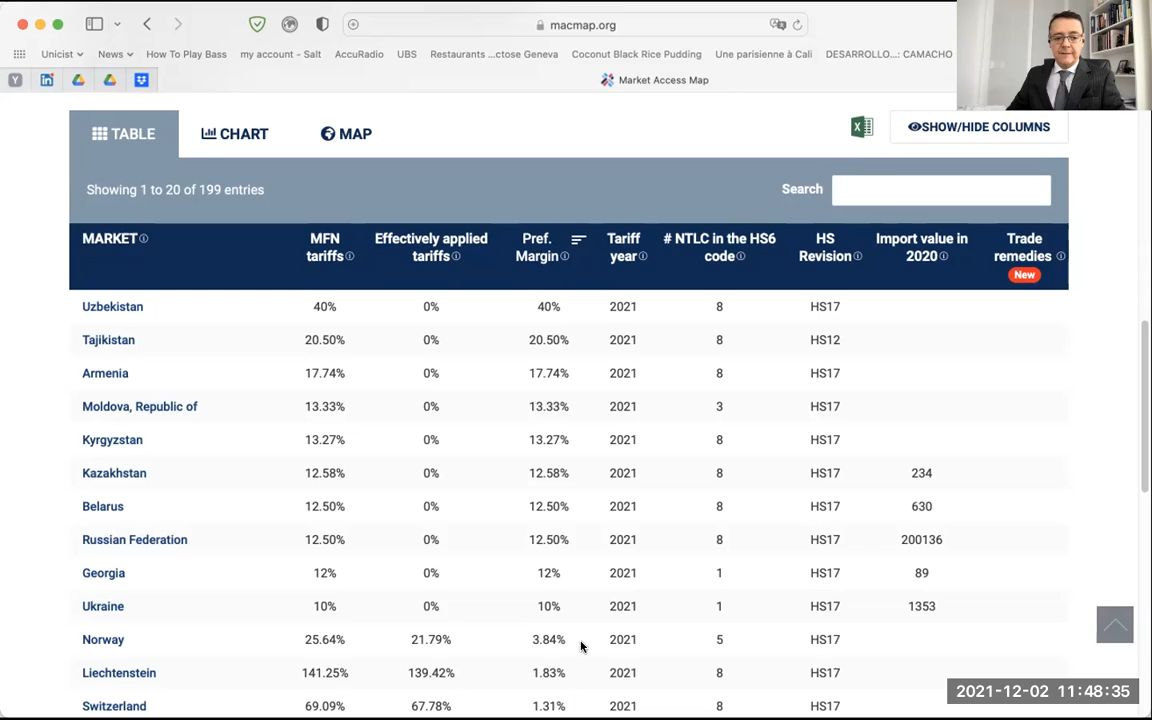 macmap.org
Unicist News How To Play Bass my account - Salt AccuRadio UBS Restaurants ...ctose Geneva Coconut Black Rice Pudding Une parisienne à Cali DESARROLLO...: CAMACHO
Y in Market Access Map
TABLE CHART MAP SHOW/HIDE COLUMNS
Showing 1 to 20 of 199 entries Search
MARKET MFN tariffs Effectively applied tariffs Pref. Margin Tariff year # NTLC in the HS6 code HS Revision Import value in 2020 Trade remedies New
Uzbekistan 40% 0% 40% 2021 8 HS17
Tajikistan 20.50% 0% 20.50% 2021 8 HS12
Armenia 17.74% 0% 17.74% 2021 8 HS17
Moldova, Republic of 13.33% 0% 13.33% 2021 3 HS17
Kyrgyzstan 13.27% 0% 13.27% 2021 8 HS17
Kazakhstan 12.58% 0% 12.58% 2021 8 HS17 234
Belarus 12.50% 0% 12.50% 2021 8 HS17 630
Russian Federation 12.50% 0% 12.50% 2021 8 HS17 200136
Georgia 12% 0% 12% 2021 1 HS17 89
Ukraine 10% 0% 10% 2021 1 HS17 1353
Norway 25.64% 21.79% 3.84% 2021 5 HS17
Liechtenstein 141.25% 139.42% 1.83% 2021 8 HS17
Switzerland 69.09% 67.78% 1.31% 2021 8 HS17
2021-12-02 11:48:35